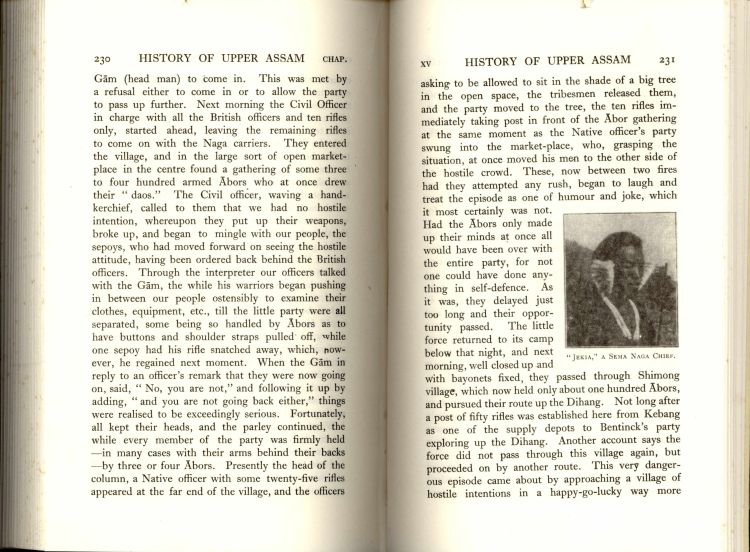 230 HISTORY OF UPPER ASSAM CHAP.
Gām (head man) to come in. This was met by
a refusal either to come in or to allow the party
to pass up further. Next morning the Civil Officer
in charge with all the British officers and ten rifles
only, started ahead, leaving the remaining rifles
to come on with the Naga carriers. They entered
the village, and in the large sort of open market-
place in the centre found a gathering of some three
to four hundred armed Ābors who at once drew
their “ daos.” The Civil officer, waving a hand-
kerchief, called to them that we had no hostile
intention, whereupon they put up their weapons,
broke up, and began to mingle with our people, the
sepoys, who had moved forward on seeing the hostile
attitude, having been ordered back behind the British
officers. Through the interpreter our officers talked
with the Gām, the while his warriors began pushing
in between our people ostensibly to examine their
clothes, equipment, etc., till the little party were all
separated, some being so handled by Ābors as to
have buttons and shoulder straps pulled off, while
one sepoy had his rifle snatched away, which, now-
ever, he regained next moment. When the Gām in
reply to an officer’s remark that they were now going
on, said, “ No, you are not,” and following it up by
adding, “ and you are not going back either,” things
were realised to be exceedingly serious. Fortunately,
all kept their heads, and the parley continued, the
while every member of the party was firmly held
—in many cases with their arms behind their backs
—by three or four Ābors. Presently the head of the
column, a Native officer with some twenty-five rifles
appeared at the far end of the village, and the officers
XV HISTORY OF UPPER ASSAM 231
asking to be allowed to sit in the shade of a big tree
in the open space, the tribesmen released them,
and the party moved to the tree, the ten rifles im-
mediately taking post in front of the Ābor gathering
at the same moment as the Native officer’s party
swung into the market-place, who, grasping the
situation, at once moved his men to the other side of
the hostile crowd. These, now between two fires
had they attempted any rush, began to laugh and
treat the episode as one of humour and joke, which
it most certainly was not.
Had the Ābors only made
up their minds at once all
would have been over with
the entire party, for not
one could have done any-
thing in self-defence. As
it was, they delayed just
too long and their oppor-
tunity passed. The little
force returned to its camp
below that night, and next
morning, well closed up and
with bayonets fixed, they passed through Shimong
village, which now held only about one hundred Ābors,
and pursued their route up the Dihang. Not long after
a post of fifty rifles was established here from Kebang
as one of the supply depots to Bentinck’s party
exploring up the Dihang. Another account says the
force did not pass through this village again, but
proceeded on by another route. This very danger-
ous episode came about by approaching a village of
hostile intentions in a happy-go-lucky way more
“ JEKIA,” A SEMA NAGA CHIEF.